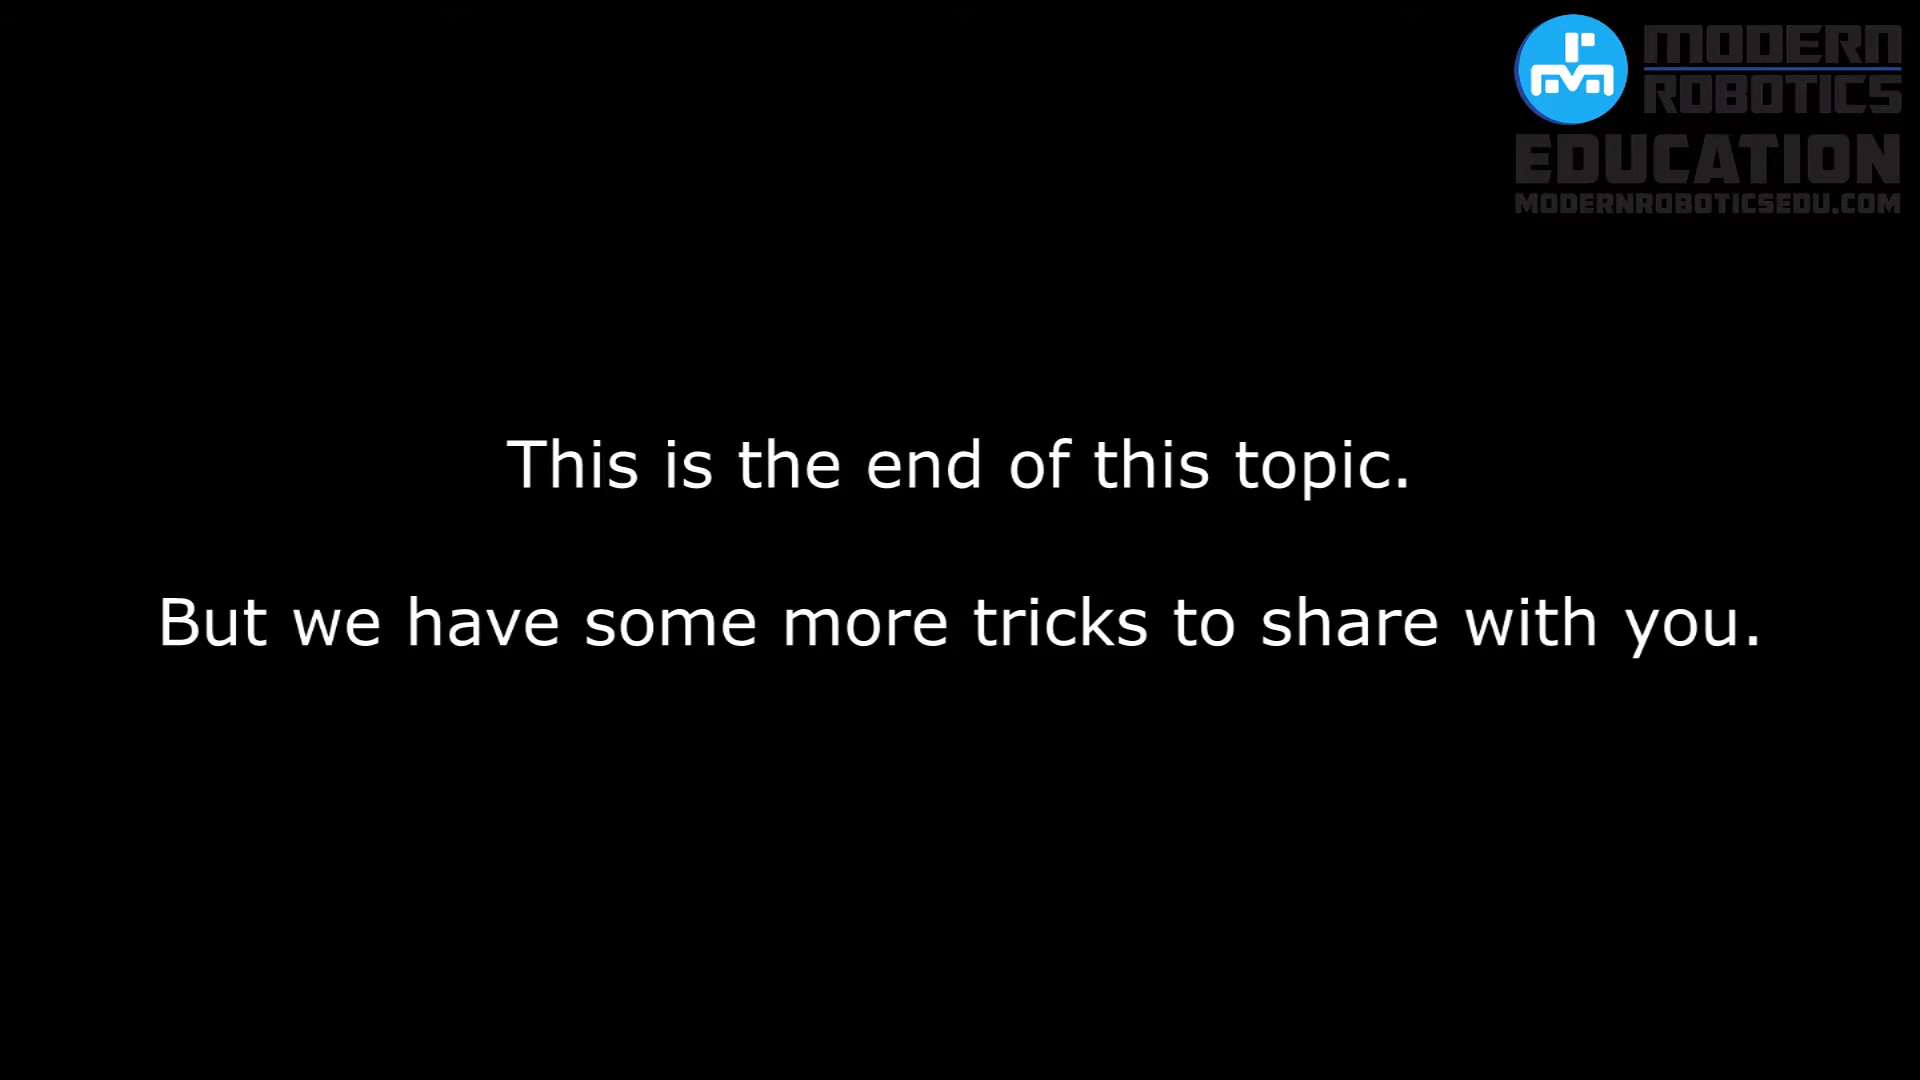 MODERN
ROBOTICS
EDUCATION
MODERNROBOTICSEDU.COM
This is the end of this topic.
But we have some more tricks to share with you.